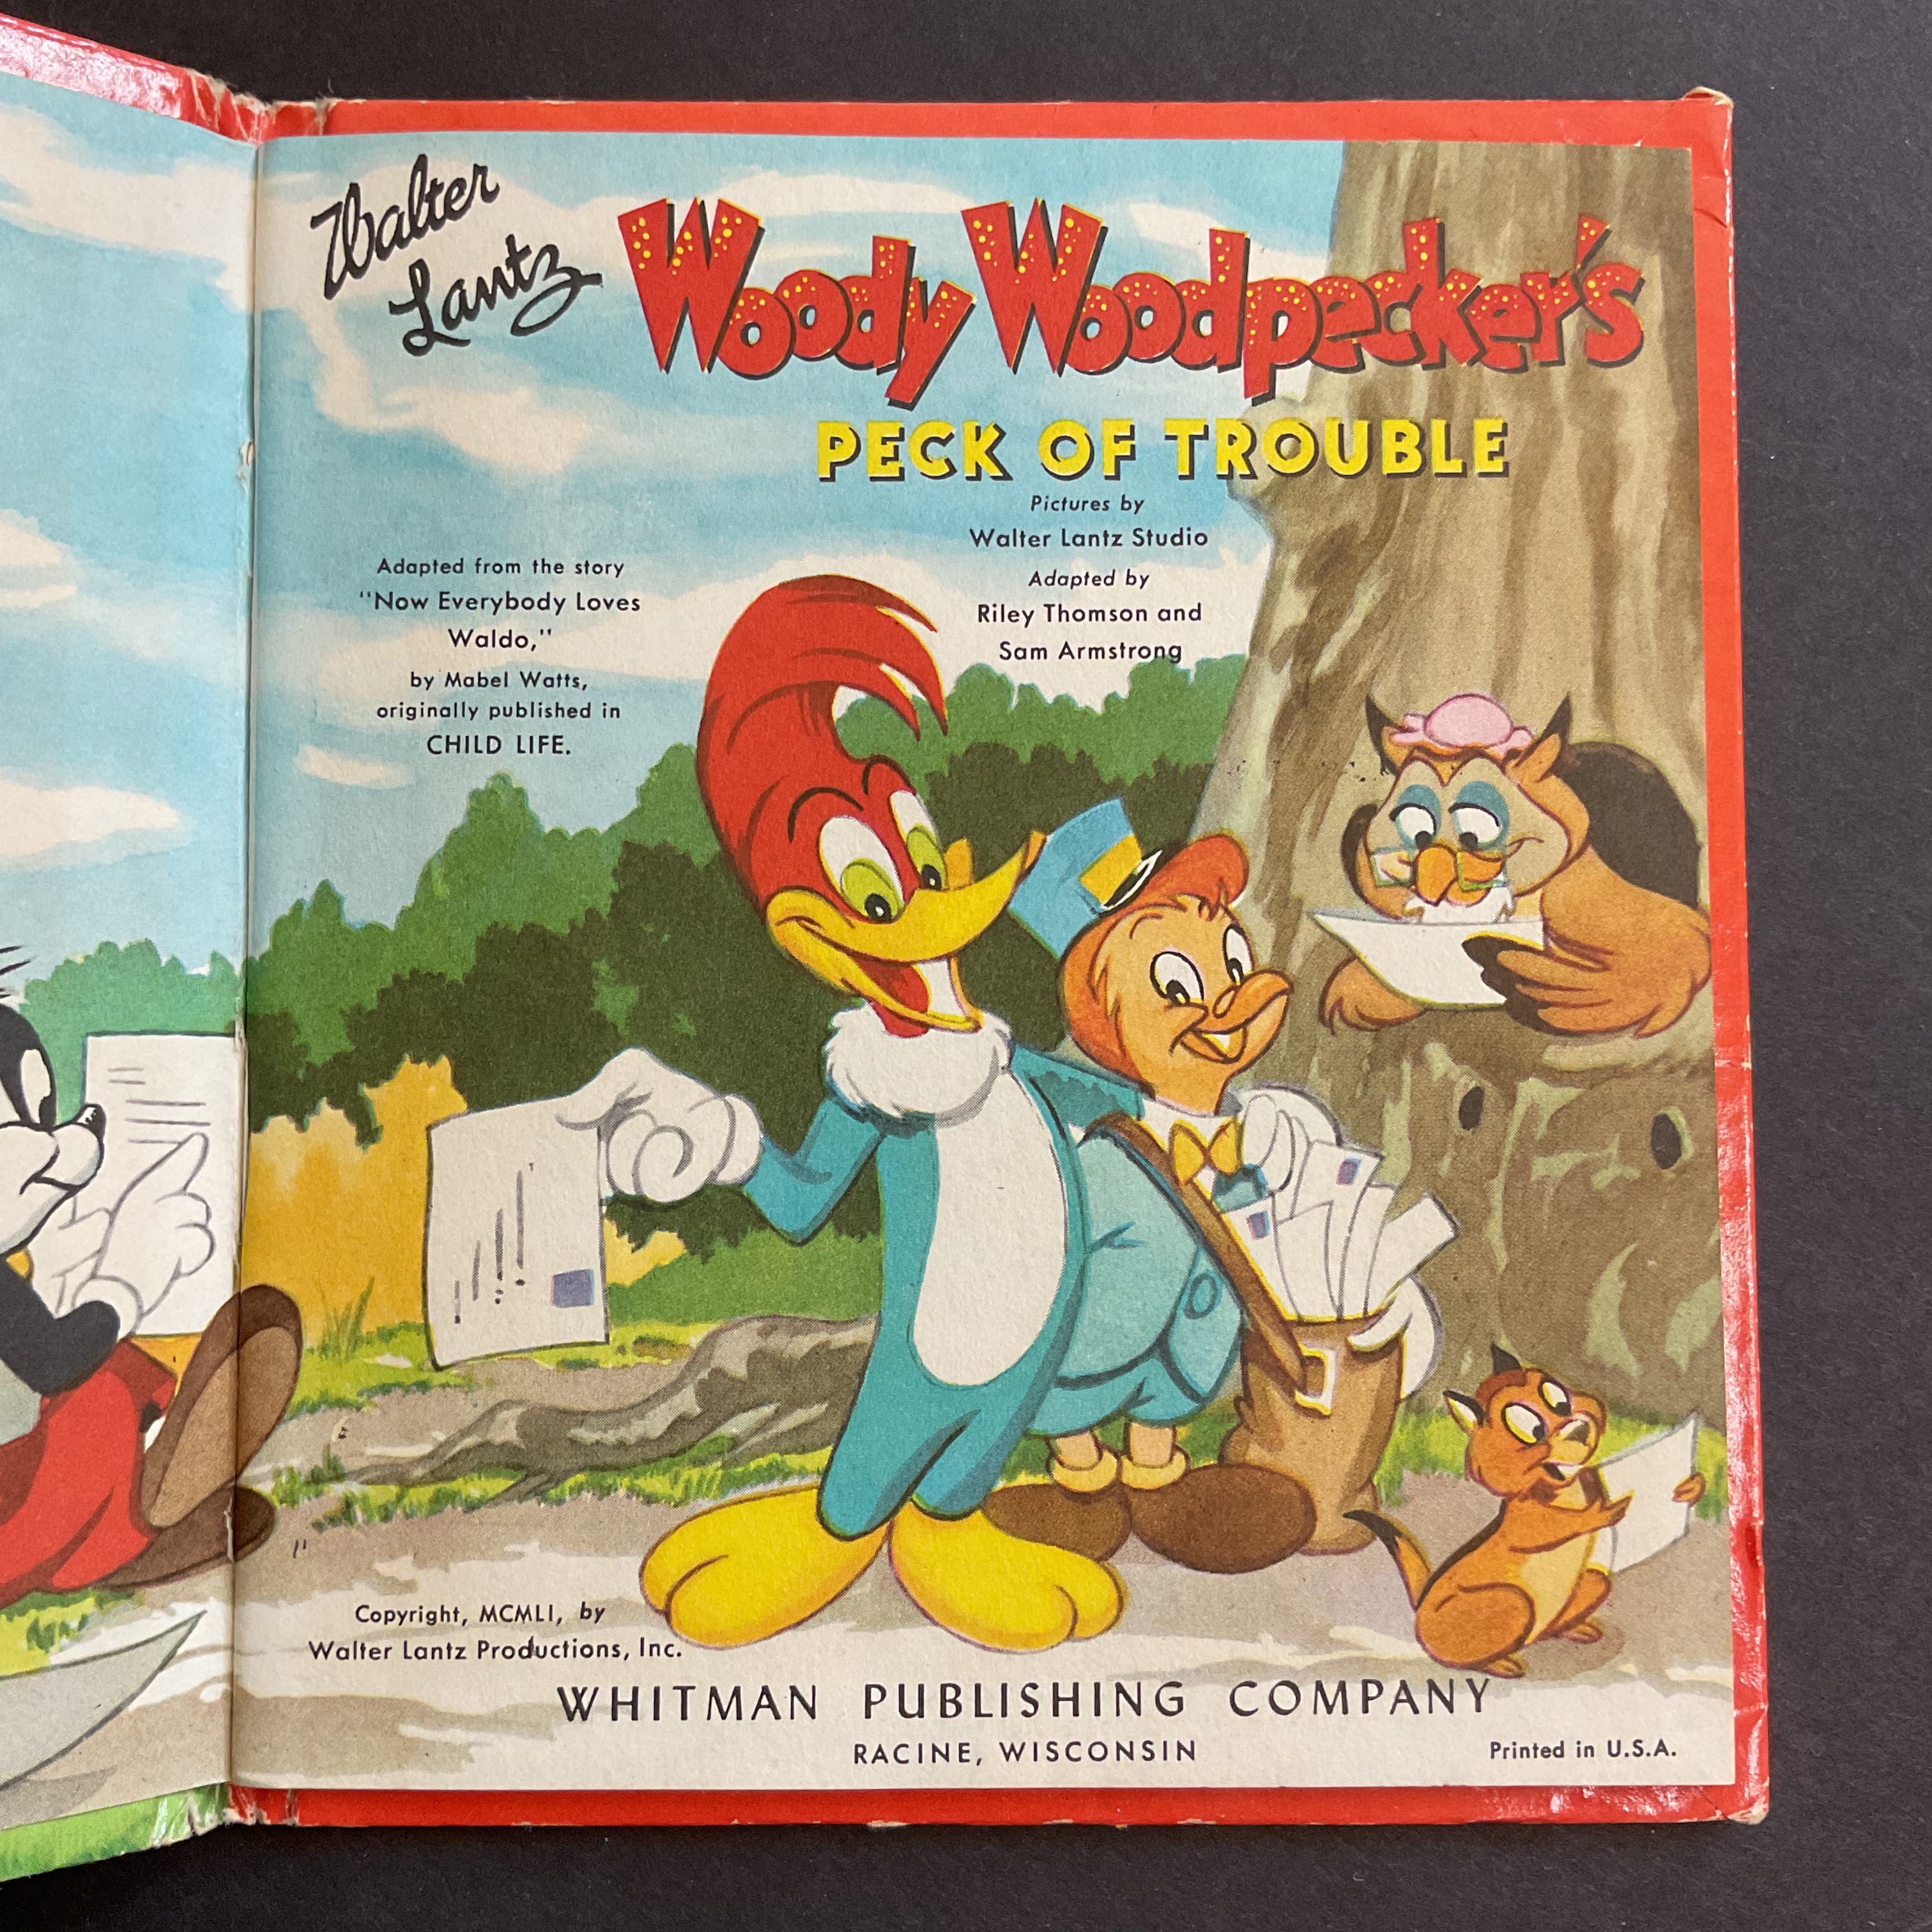 Walter
Lantz
Woody Woodpecker's
PECK OF TROUBLE
Pictures by
Walter Lantz Studio
Adapted by
Riley Thomson and
Sam Armstrong
Adapted from the story
"Now Everybody Loves
Waldo,"
by Mabel Watts,
originally published in
CHILD LIFE.
Copyright, MCMLI, by
Walter Lantz Productions, Inc.
WHITMAN PUBLISHING COMPANY
RACINE, WISCONSIN
Printed in U.S.A.